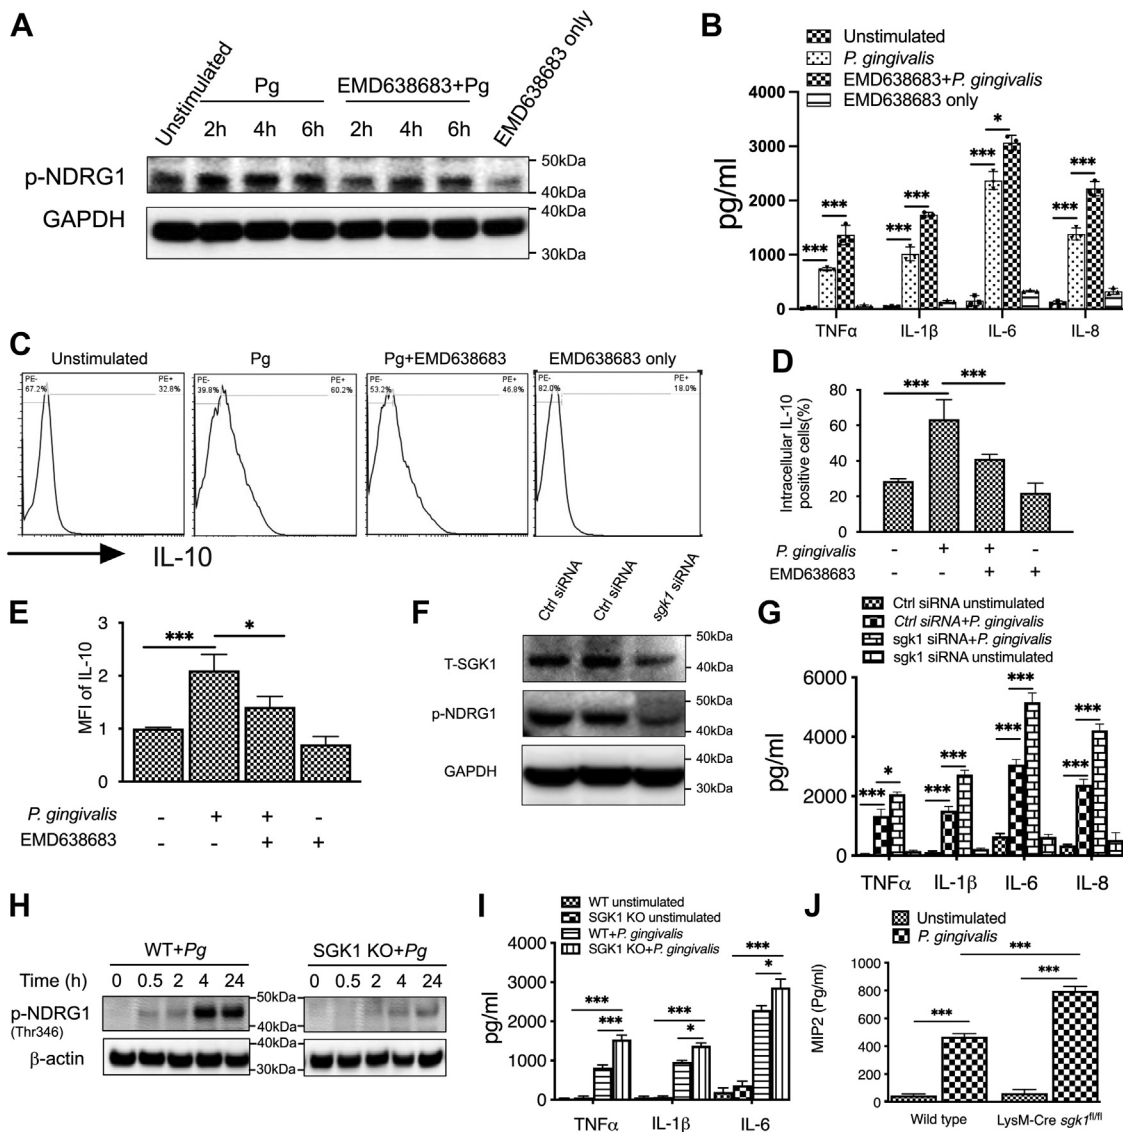 A
Unstimulated
Pg
EMD638683+Pg
EMD638683 only
2h 4h 6h 2h 4h 6h
p-NDRG1
50kDa
40kDa
GAPDH
40kDa
30kDa
B
Unstimulated
P. gingivalis
EMD638683+P. gingivalis
EMD638683 only
pg/ml
4000
3000
2000
1000
0
*** *** *** *** *** * *** ***
TNFα IL-1β IL-6 IL-8
C
Unstimulated Pg Pg+EMD638683 EMD638683 only
PE- PE+ PE- PE+ PE- PE+ PE- PE+
67.2% 32.8% 39.8% 60.2% 53.2% 46.8% 82.0% 18.0%
IL-10
D
Intracellular IL-10
positive cells(%)
80
60
40
20
0
*** ***
P. gingivalis - + + -
EMD638683 - - + +
E
MFI of IL-10
3
2
1
0
*** *
P. gingivalis - + + -
EMD638683 - - + +
F
Ctrl siRNA Ctrl siRNA sgk1 siRNA
T-SGK1
50kDa
40kDa
p-NDRG1
50kDa
40kDa
GAPDH
40kDa
30kDa
G
Ctrl siRNA unstimulated
Ctrl siRNA+P. gingivalis
sgk1 siRNA+P. gingivalis
sgk1 siRNA unstimulated
pg/ml
6000
4000
2000
0
*** * *** *** *** *** *** ***
TNFα IL-1β IL-6 IL-8
H
WT+Pg SGK1 KO+Pg
Time (h) 0 0.5 2 4 24 0 0.5 2 4 24
p-NDRG1
(Thr346)
50kDa
40kDa
β-actin
40kDa
30kDa
I
WT unstimulated
SGK1 KO unstimulated
WT+P. gingivalis
SGK1 KO+P. gingivalis
pg/ml
4000
3000
2000
1000
0
*** *** *** * *** *
TNFα IL-1β IL-6
J
Unstimulated
P. gingivalis
MIP2 (Pg/ml)
1000
800
600
400
200
0
*** *** ***
Wild type LysM-Cre sgk1fl/fl